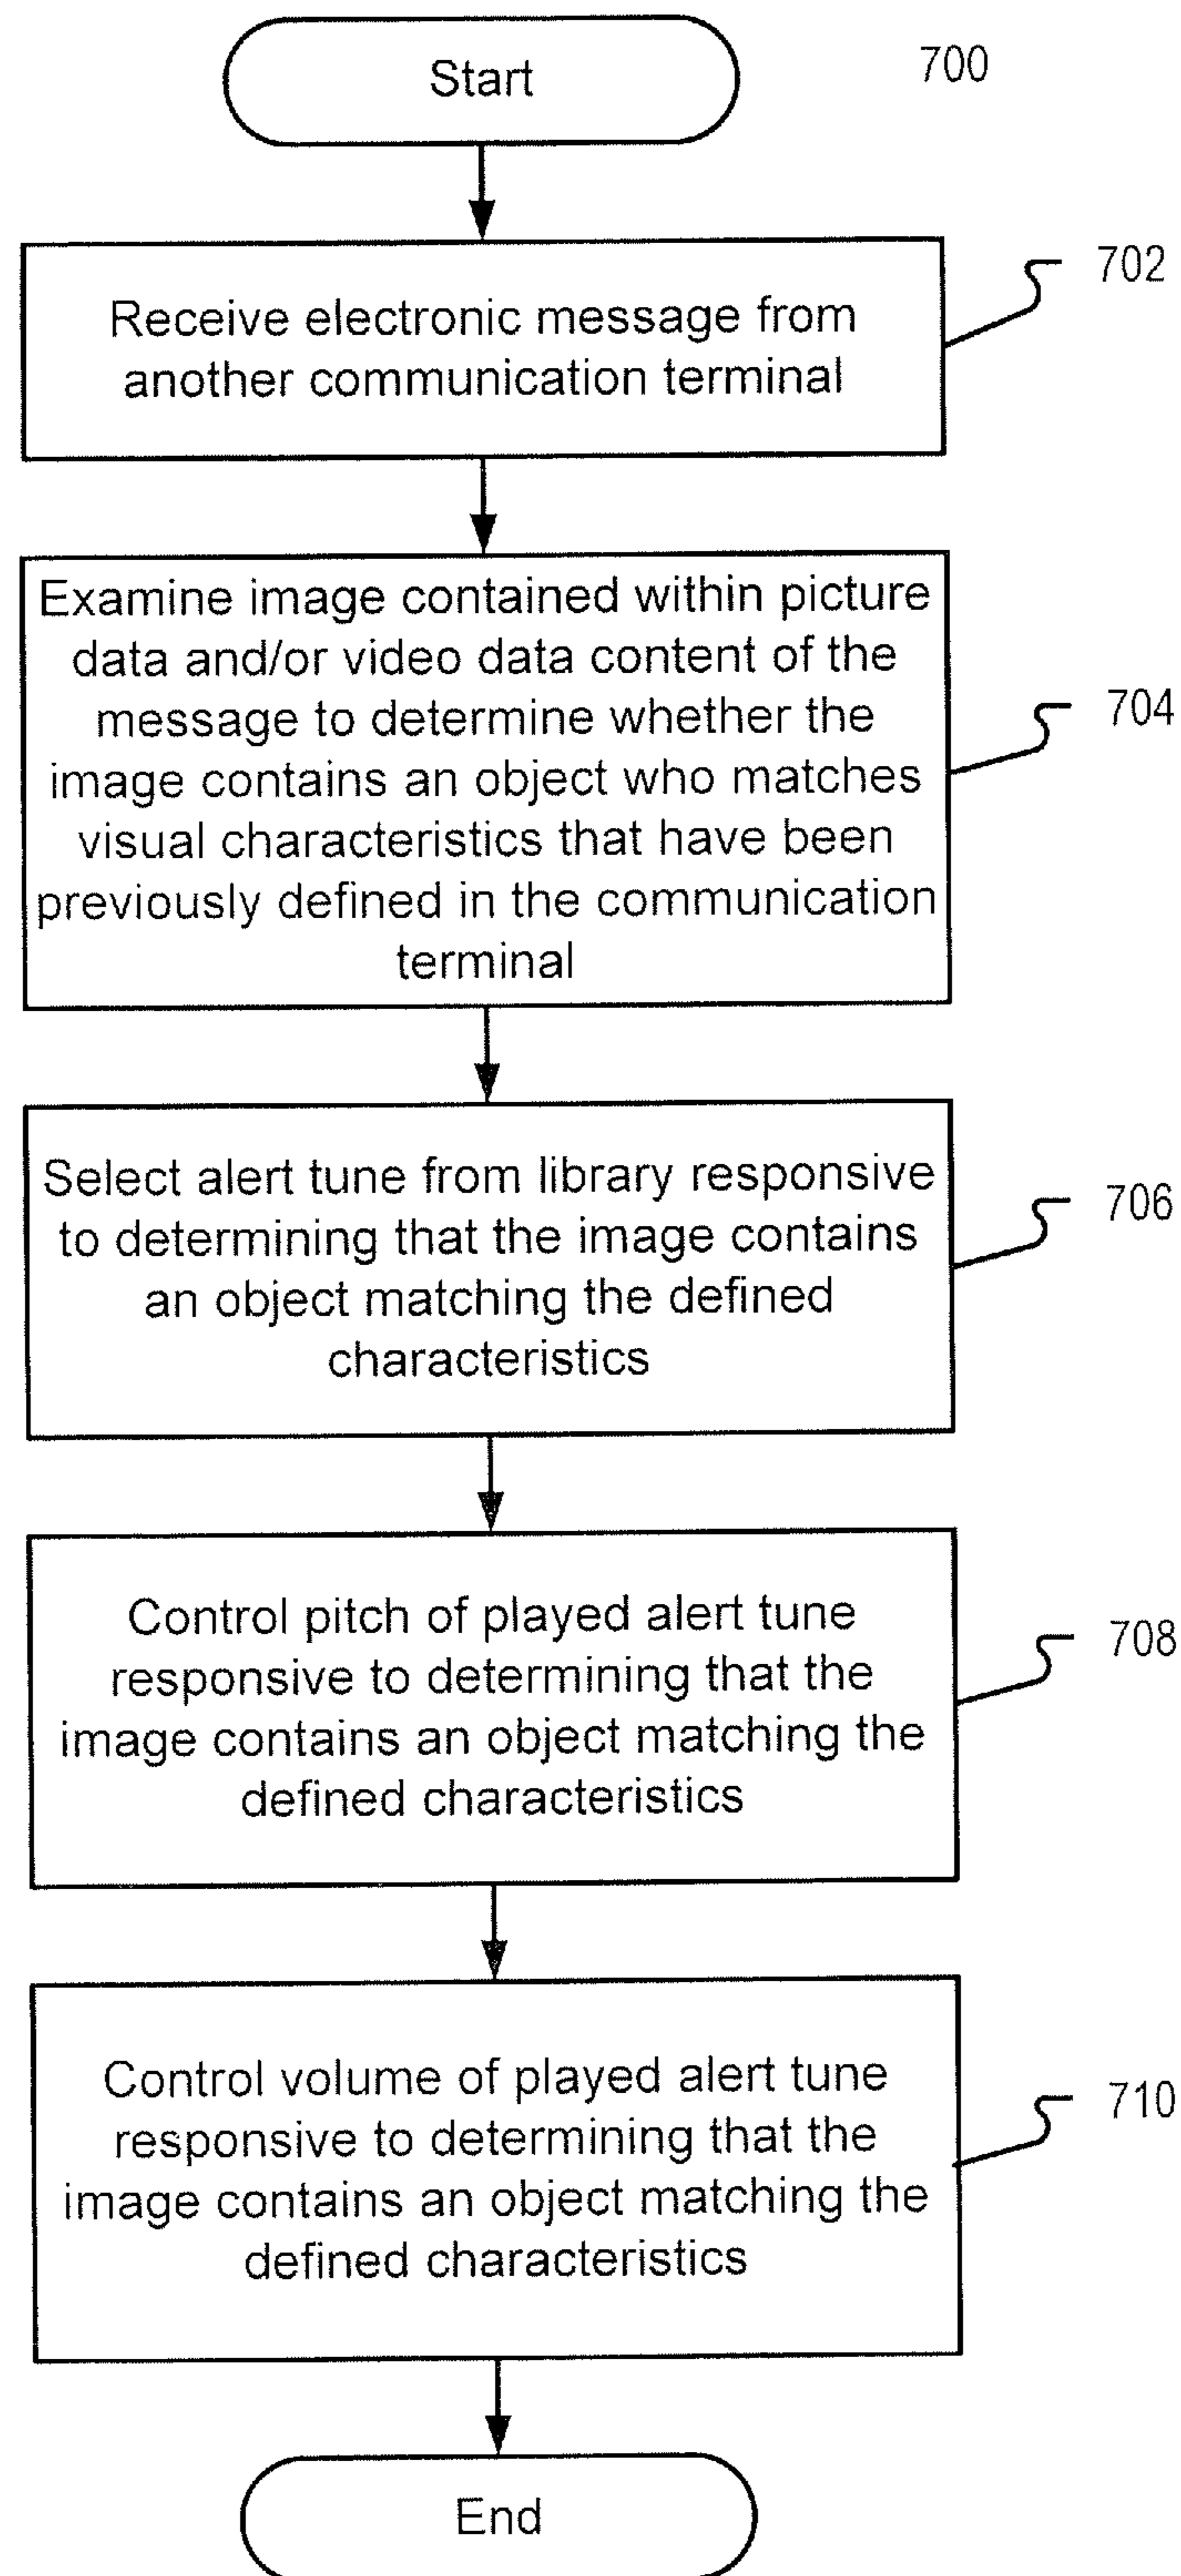 Start
700
Receive electronic message from
another communication terminal
702
Examine image contained within picture
data and/or video data content of the
message to determine whether the
image contains an object who matches
visual characteristics that have been
previously defined in the communication
terminal
704
Select alert tune from library responsive
to determining that the image contains
an object matching the defined
characteristics
706
Control pitch of played alert tune
responsive to determining that the
image contains an object matching the
defined characteristics
708
Control volume of played alert tune
responsive to determining that the
image contains an object matching the
defined characteristics
710
End